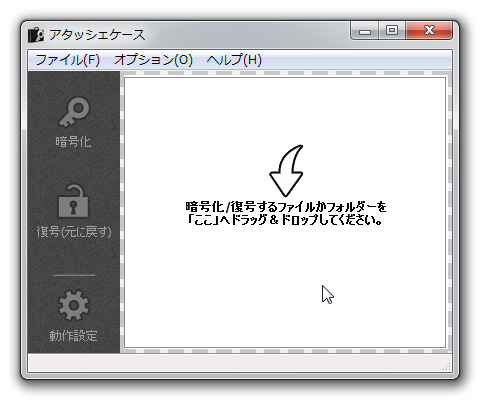 アタッシェケース
ファイル(F) オプション(O) ヘルプ(H)
暗号化
復号(元に戻す)
動作設定
暗号化/復号するファイルかフォルダーを
「ここ」へドラッグ＆ドロップしてください。